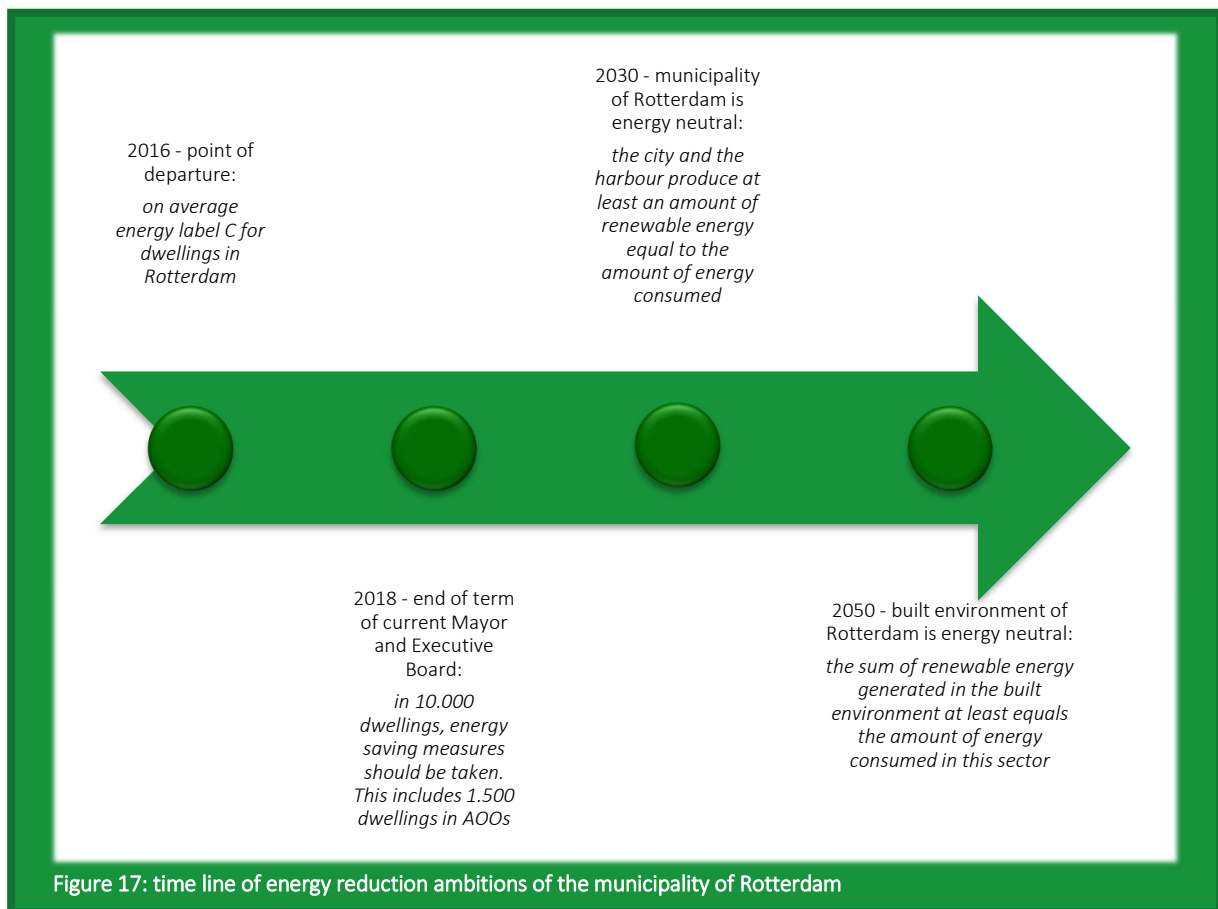 2016 - point of
departure:
on average
energy label C for
dwellings in
Rotterdam
2018 - end of term
of current Mayor
and Executive
Board:
in 10.000
dwellings, energy
saving measures
should be taken.
This includes 1.500
dwellings in AOOs
2030 - municipality
of Rotterdam is
energy neutral:
the city and the
harbour produce at
least an amount of
renewable energy
equal to the
amount of energy
consumed
2050 - built environment of
Rotterdam is energy neutral:
the sum of renewable energy
generated in the built
environment at least equals
the amount of energy
consumed in this sector
Figure 17: time line of energy reduction ambitions of the municipality of Rotterdam